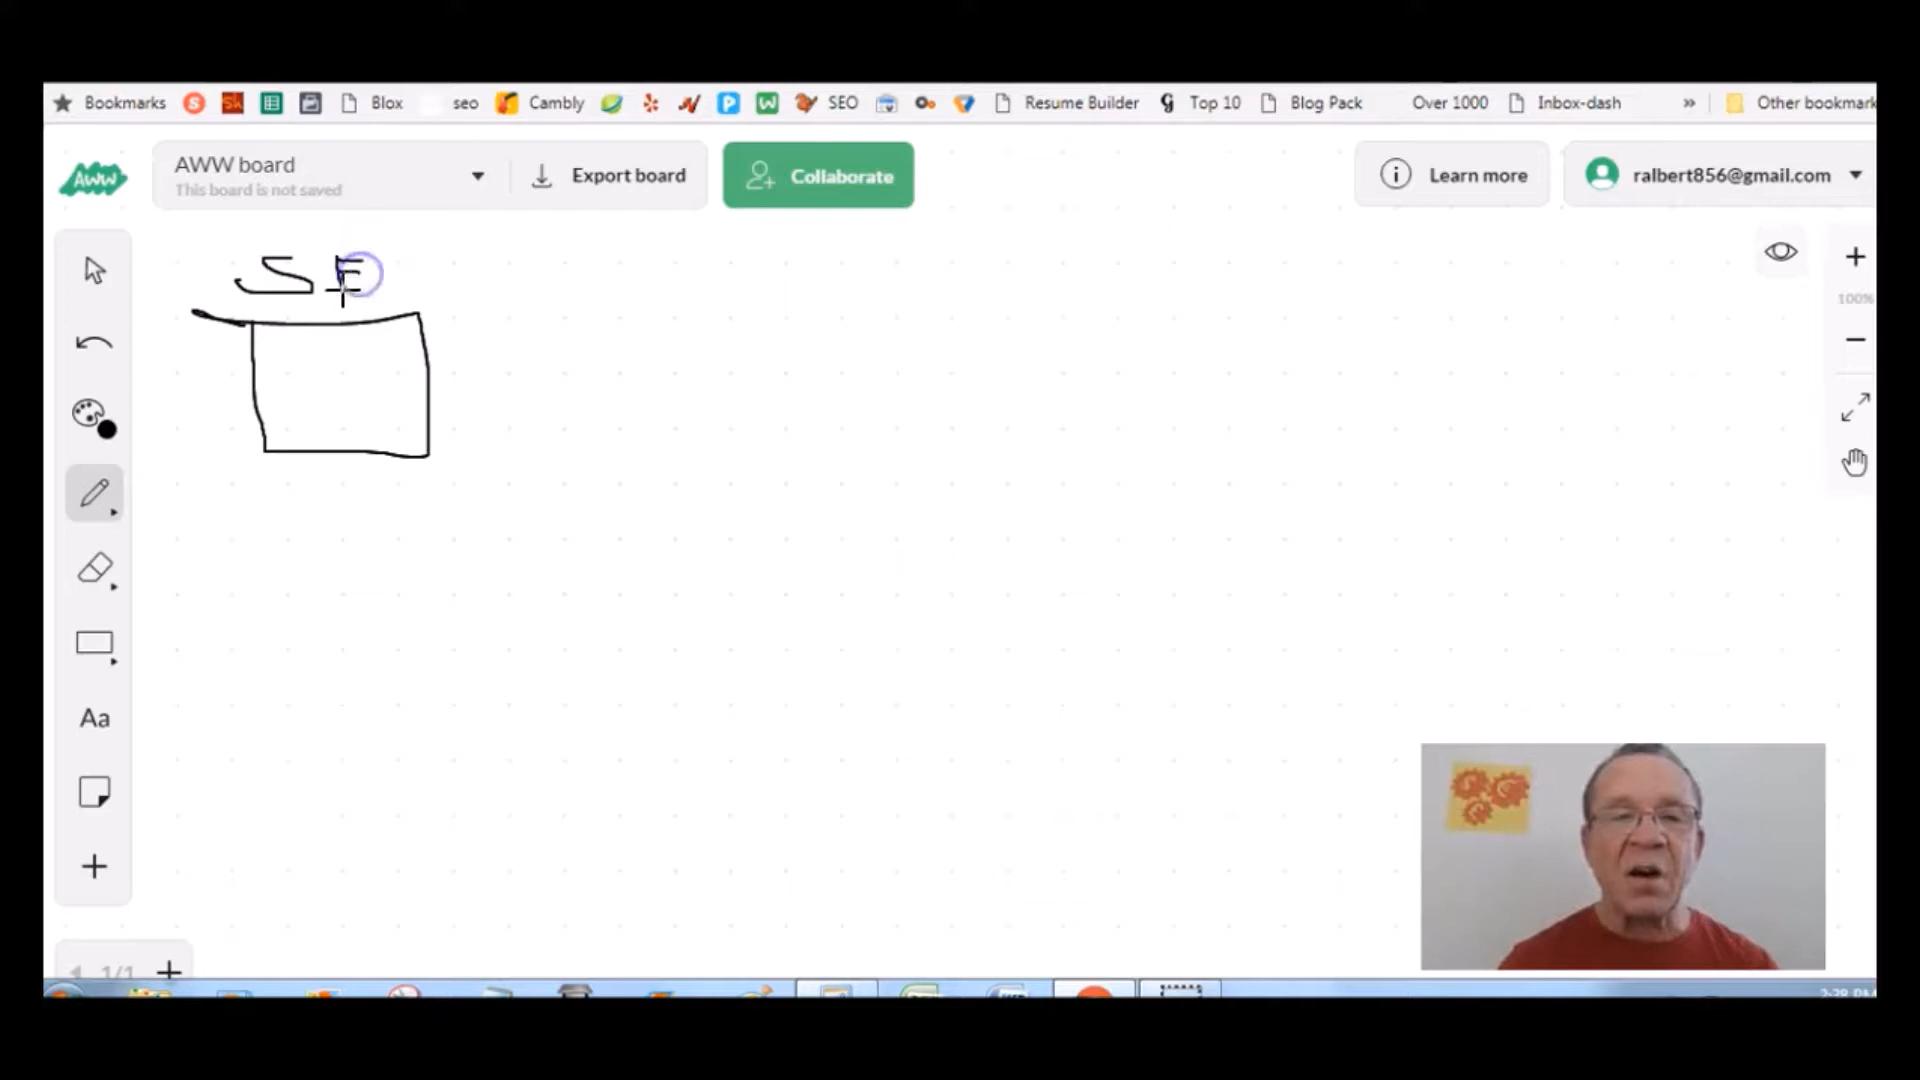 Bookmarks Blox seo Cambly SEO Resume Builder Top 10 Blog Pack Over 1000 Inbox-dash » Other bookmark
AWW AWW board Export board Collaborate Learn more ralbert856@gmail.com
This board is not saved
S E
100%
Aa
1/1